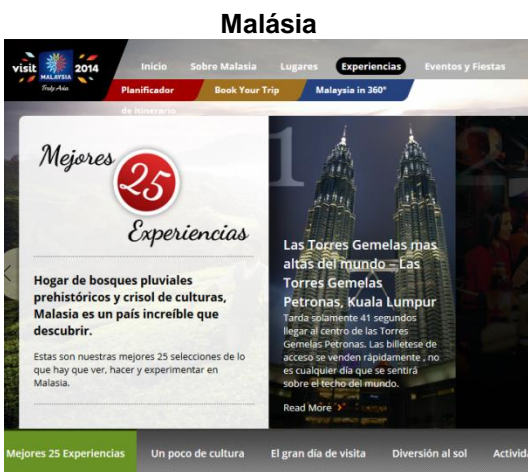 Malásia
visit MALAYSIA 2014
Truly Asia
Inicio Sobre Malasia Lugares Experiencias Eventos y Fiestas
Planificador Book Your Trip Malaysia in 360°
de Itinerario
Mejores
25
Experiencias
Hogar de bosques pluviales
prehistóricos y crisol de culturas,
Malasia es un país increíble que
descubrir.
Estas son nuestras mejores 25 selecciones de lo
que hay que ver, hacer y experimentar en
Malasia.
1
2
Las Torres Gemelas mas
altas del mundo – Las
Torres Gemelas
Petronas, Kuala Lumpur
Tarda solamente 41 segundos
llegar al centro de las Torres
Gemelas Petronas. Las billetese de
acceso se venden rápidamente , no
es cualquier día que se sentirá
sobre el techo del mundo.
Read More >
Mejores 25 Experiencias Un poco de cultura El gran día de visita Diversión al sol Activid